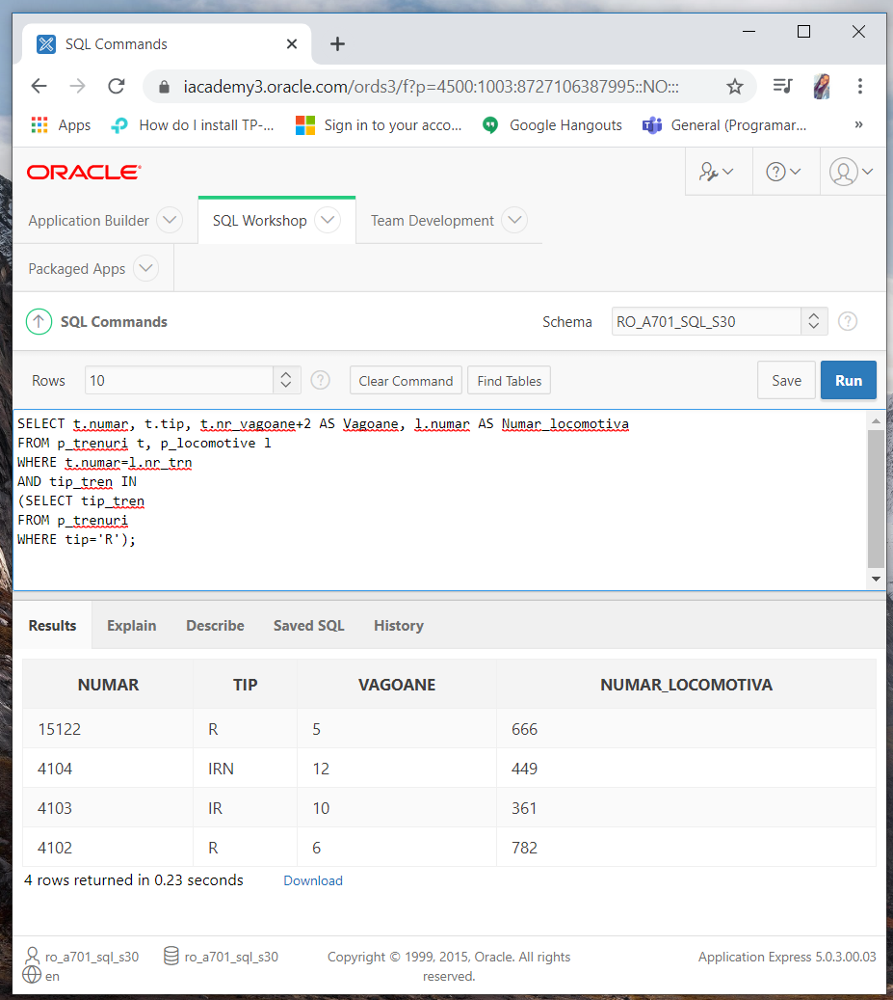 SQL Commands
iacademy3.oracle.com/ords3/f?p=4500:1003:8727106387995::NO:::
Apps How do I install TP-... Sign in to your acco... Google Hangouts General (Programar... »
ORACLE
Application Builder SQL Workshop Team Development
Packaged Apps
SQL Commands Schema RO_A701_SQL_S30
Rows 10 Clear Command Find Tables Save Run
SELECT t.numar, t.tip, t.nr_vagoane+2 AS Vagoane, l.numar AS Numar_locomotiva
FROM p_trenuri t, p_locomotive l
WHERE t.numar=l.nr_trn
AND tip_tren IN
(SELECT tip_tren
FROM p_trenuri
WHERE tip='R');
Results Explain Describe Saved SQL History
NUMAR TIP VAGOANE NUMAR_LOCOMOTIVA
15122 R 5 666
4104 IRN 12 449
4103 IR 10 361
4102 R 6 782
4 rows returned in 0.23 seconds Download
ro_a701_sql_s30 ro_a701_sql_s30 Copyright © 1999, 2015, Oracle. All rights Application Express 5.0.3.00.03
en reserved.